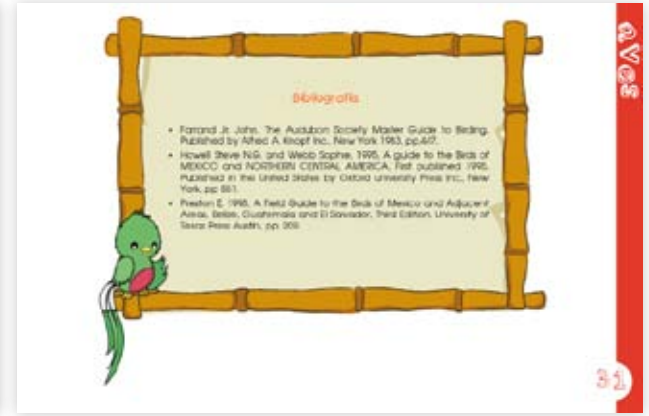 Bibliografía
• Farrand Jr. John. The Audubon Society Master Guide to Birding.
Published by Alfred A. Knopf Inc., New York 1983, pp.447.
• Howell Steve N.G. and Webb Sophie, 1995, A guide to the Birds of
MEXICO and NORTHERN CENTRAL AMERICA. First published 1995.
Published in the United States by Oxford University Press Inc., New
York, pp 851.
• Preston E. 1998, A Field Guide to the Birds of Mexico and Adjacent
Areas, Belize, Guatemala and El Salvador, Third Edition, University of
Texas Press Austin, pp.
aves
31